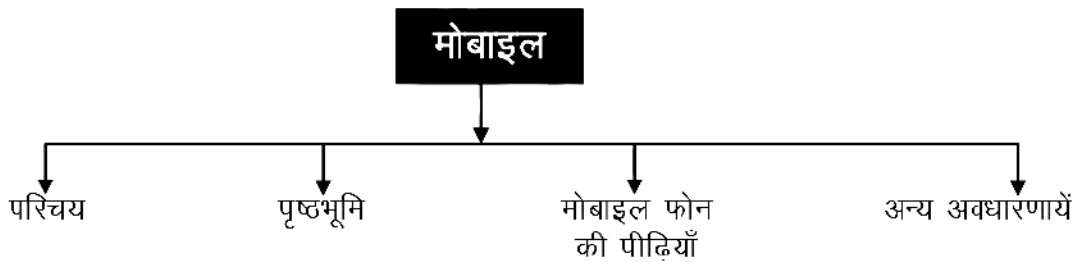 मोबाइल
परिचय
पृष्ठभूमि
मोबाइल फोन
की पीढ़ियाँ
अन्य अवधारणायें